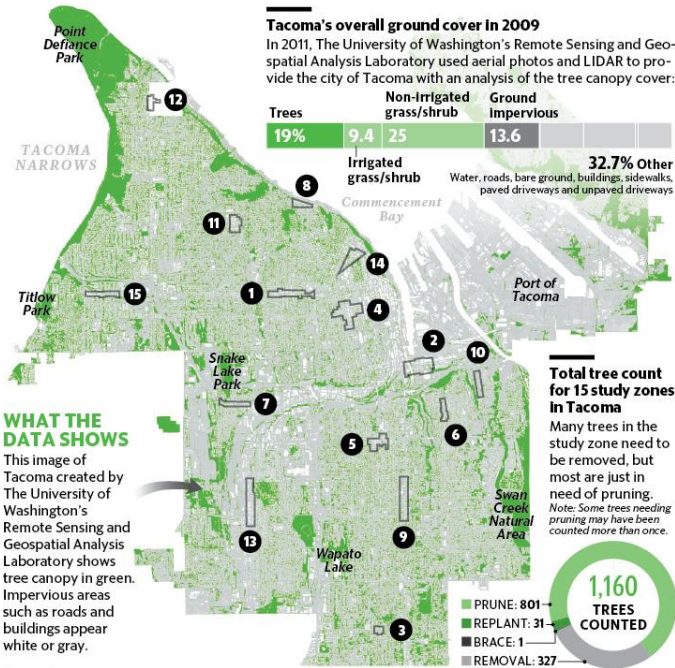 Tacoma's overall ground cover in 2009
In 2011, The University of Washington's Remote Sensing and Geo-
spatial Analysis Laboratory used aerial photos and LIDAR to pro-
vide the city of Tacoma with an analysis of the tree canopy cover:
Trees
Non-irrigated
grass/shrub
Ground
impervious
19%
9.4
25
13.6
Irrigated
grass/shrub
32.7% Other
Water, roads, bare ground, buildings, sidewalks,
paved driveways and unpaved driveways
Point
Defiance
Park
12
TACOMA
NARROWS
8
Commencement
Bay
11
14
Titlow
Park
15
1
4
Port of
Tacoma
2
10
Snake
Lake
Park
7
6
5
Swan
Creek
Natural
Area
13
9
Wapato
Lake
3
WHAT THE
DATA SHOWS
This image of
Tacoma created by
The University of
Washington's
Remote Sensing and
Geospatial Analysis
Laboratory shows
tree canopy in green.
Impervious areas
such as roads and
buildings appear
white or gray.
Total tree count
for 15 study zones
in Tacoma
Many trees in the
study zone need to
be removed, but
most are just in
need of pruning.
Note: Some trees needing
pruning may have been
counted more than once.
1,160
TREES
COUNTED
PRUNE: 801
REPLANT: 31
BRACE: 1
REMOVAL: 327